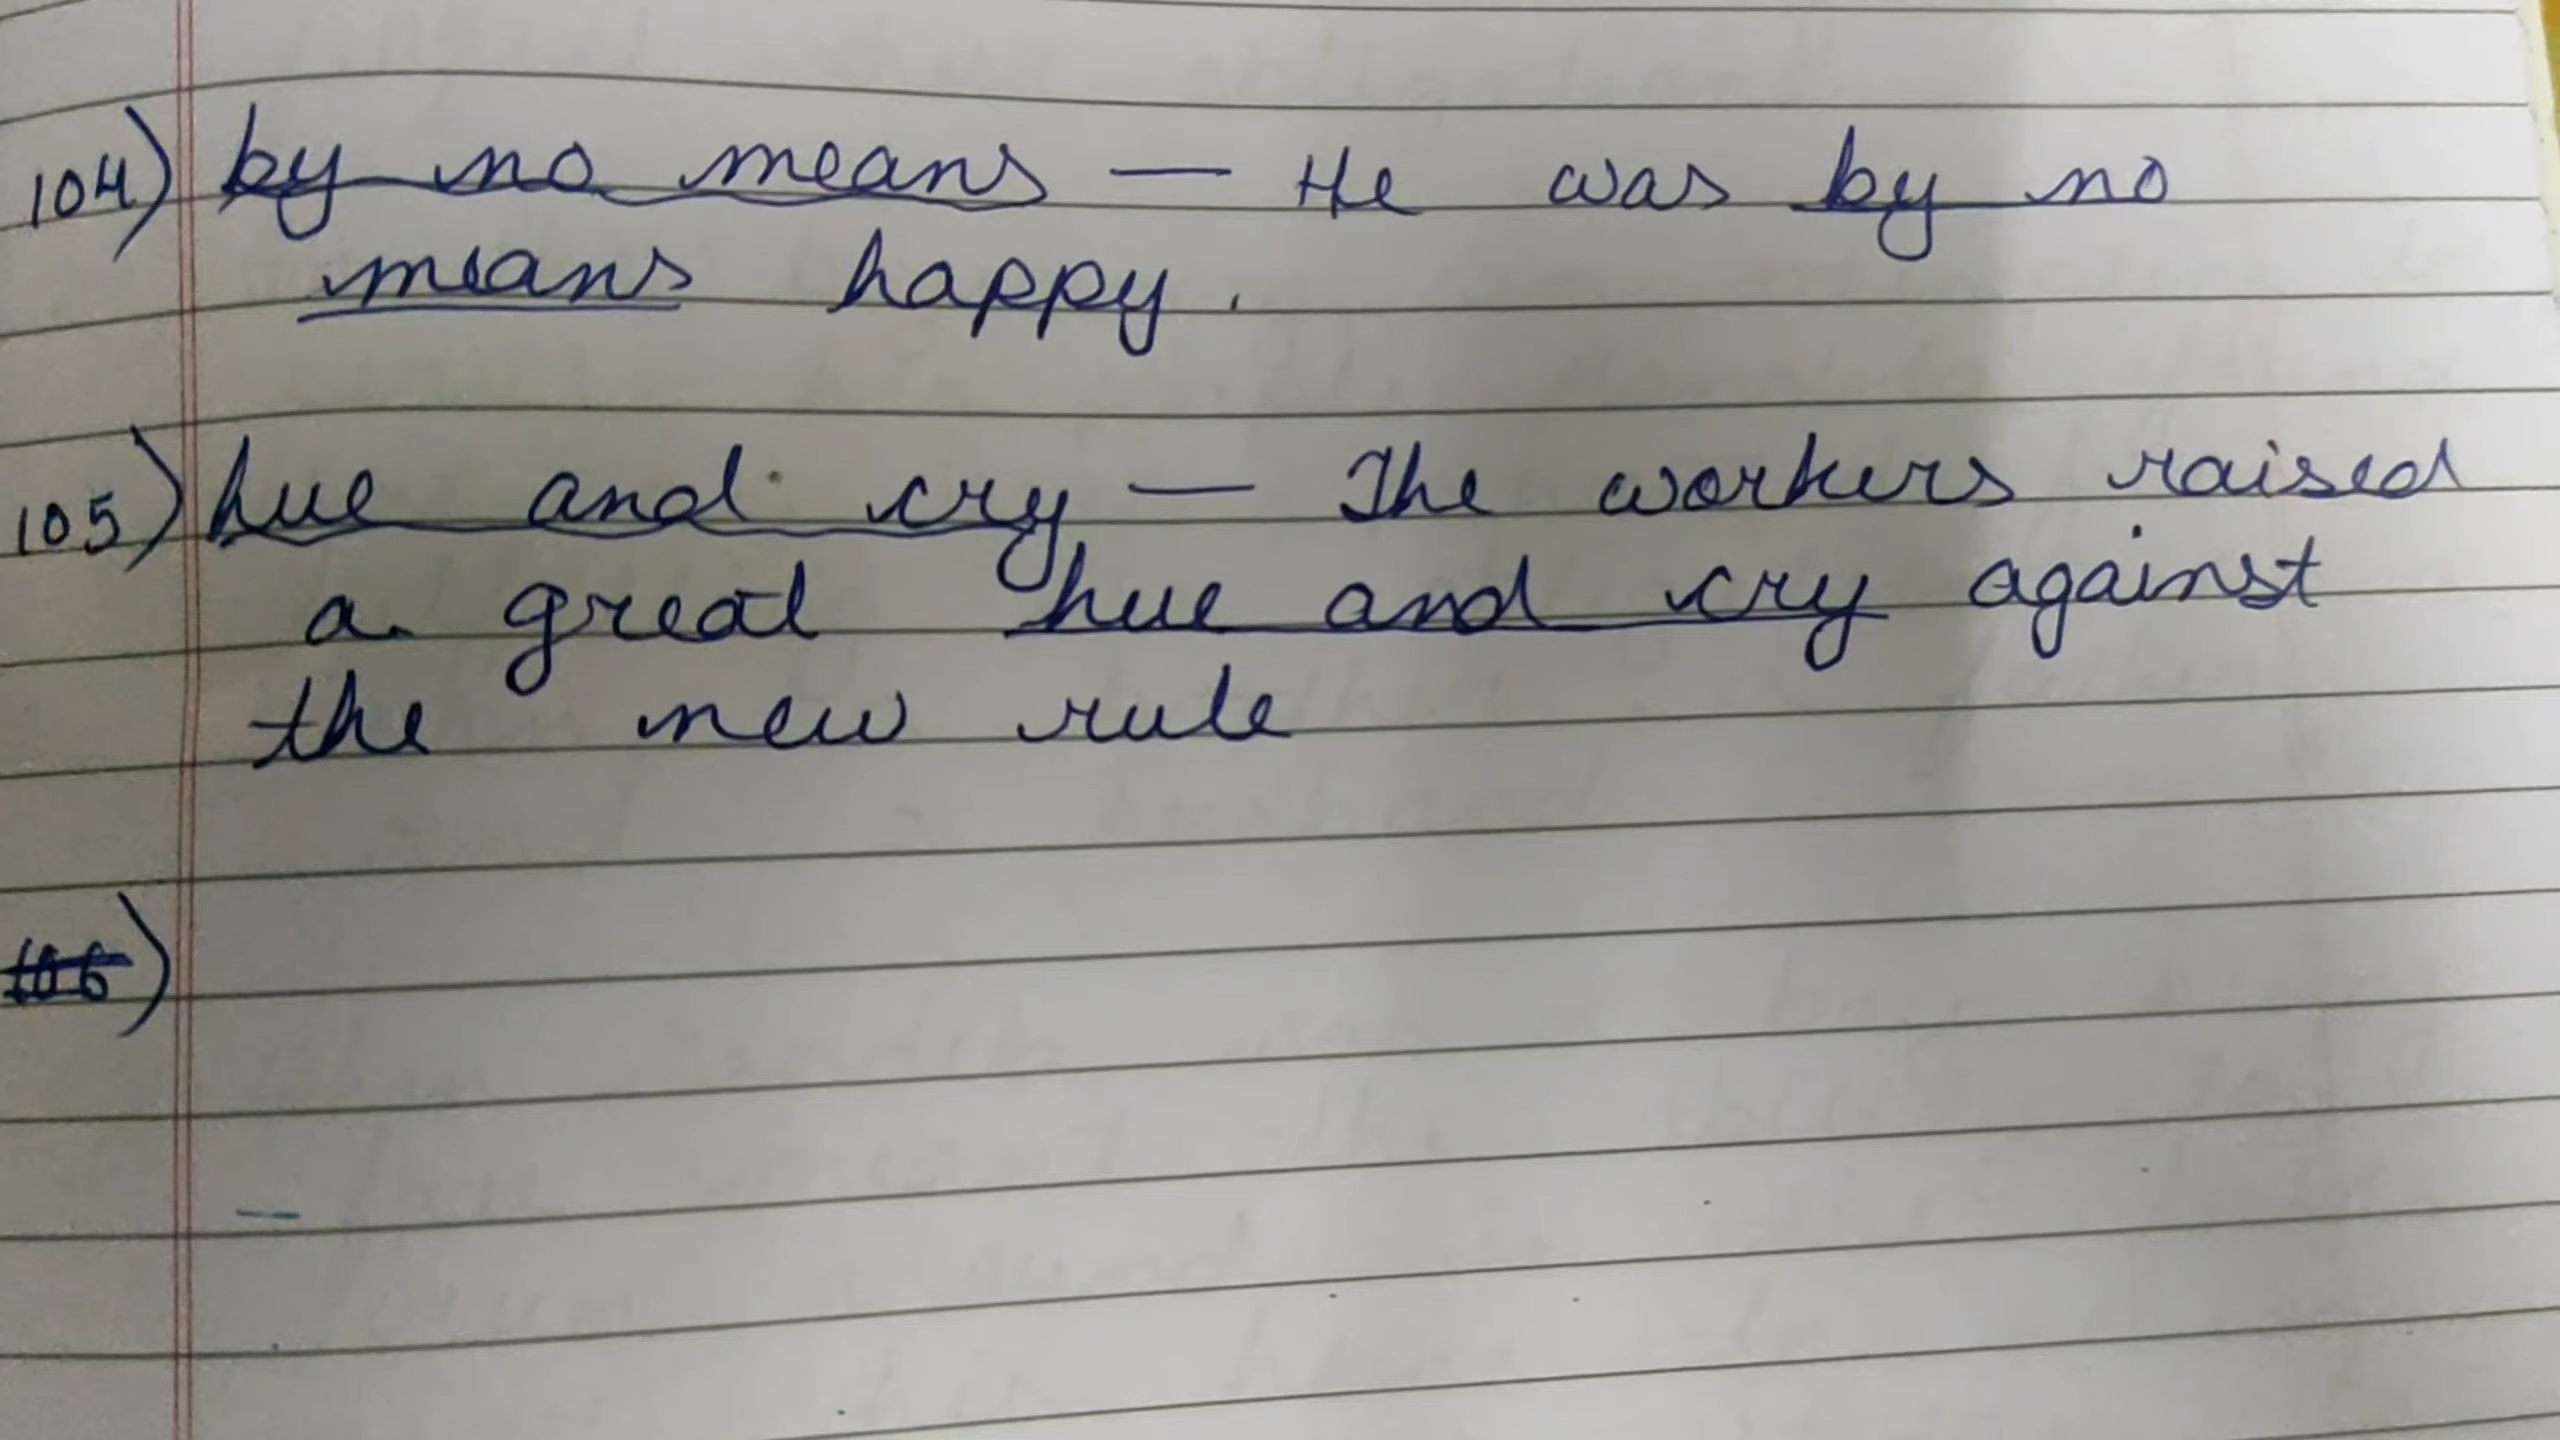 104) by no means — He was by no
means happy.
105) hue and cry — The workers raised
a great hue and cry against
the new rule
106)